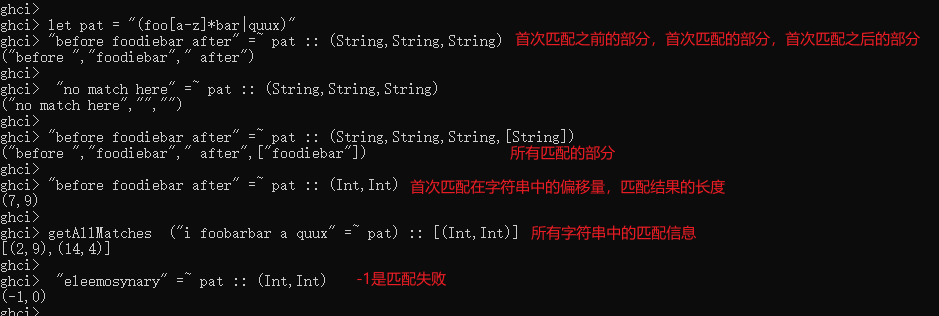 ghci>
ghci> let pat = "(foo[a-z]*bar|quux)"
ghci> "before foodiebar after" =~ pat :: (String,String,String) 首次匹配之前的部分，首次匹配的部分，首次匹配之后的部分
("before ","foodiebar"," after")
ghci>
ghci>  "no match here" =~ pat :: (String,String,String)
("no match here","","")
ghci>
ghci> "before foodiebar after" =~ pat :: (String,String,String,[String])
("before ","foodiebar"," after",["foodiebar"]) 所有匹配的部分
ghci>
ghci> "before foodiebar after" =~ pat :: (Int,Int) 首次匹配在字符串中的偏移量，匹配结果的长度
(7,9)
ghci>
ghci> getAllMatches  ("i foobarbar a quux" =~ pat) :: [(Int,Int)] 所有字符串中的匹配信息
[(2,9),(14,4)]
ghci>
ghci>  "eleemosynary" =~ pat :: (Int,Int) -1是匹配失败
(-1,0)
ghci>